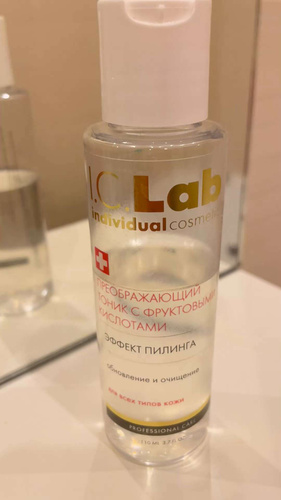 I.C.Lab
individual cosmetic
ПРЕОБРАЖАЮЩИЙ
ТОНИК С ФРУКТОВЫМИ
КИСЛОТАМИ
ЭФФЕКТ ПИЛИНГА
обновление и очищение
для всех типов кожи
PROFESSIONAL CARE